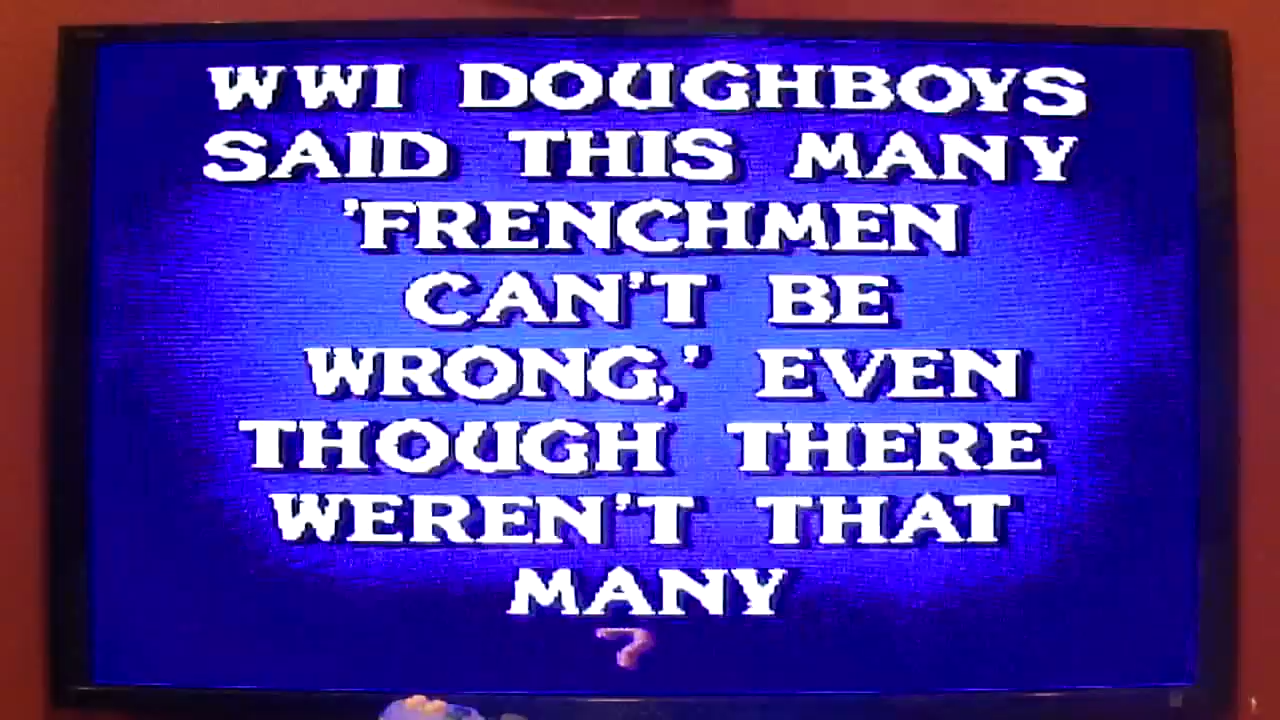 WWI DOUGHBOYS
SAID THIS MANY
'FRENCHMEN
CAN'T BE
WRONG,' EVEN
THOUGH THERE
WEREN'T THAT
MANY
?